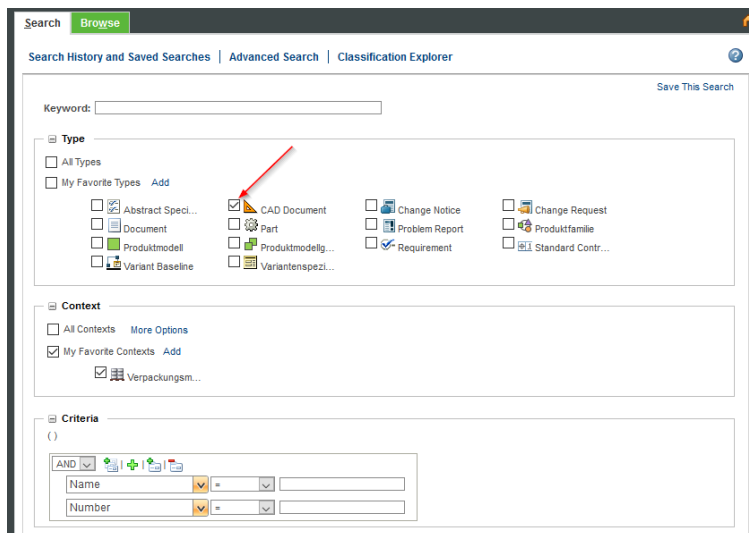 Search Browse
Search History and Saved Searches | Advanced Search | Classification Explorer
Save This Search
Keyword:
Type
All Types
My Favorite Types Add
Abstract Speci... CAD Document Change Notice Change Request
Document Part Problem Report Produktfamilie
Produktmodell Produktmodellg... Requirement Standard Contr...
Variant Baseline Variantenspezi...
Context
All Contexts More Options
My Favorite Contexts Add
Verpackungsm...
Criteria
( )
AND
Name =
Number =